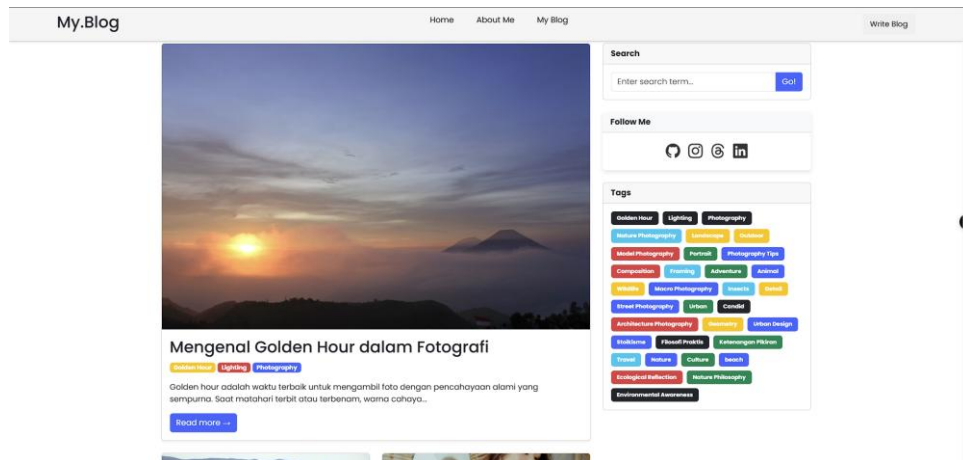 My.Blog
Home About Me My Blog
Write Blog
Mengenal Golden Hour dalam Fotografi
Golden Hour Lighting Photography
Golden hour adalah waktu terbaik untuk mengambil foto dengan pencahayaan alami yang
sempurna. Saat matahari terbit atau terbenam, warna cahaya...
Read more →
Search
Enter search term... Go!
Follow Me
Tags
Golden Hour Lighting Photography
Nature Photography Landscape Outdoor
Model Photography Portrait Photography Tips
Composition Framing Adventure Animal
Wildlife Macro Photography Insects Detail
Street Photography Urban Candid
Architecture Photography Geometry Urban Design
Stoikisme Filosofi Praktis Ketenangan Pikiran
Travel Nature Culture beach
Ecological Reflection Nature Philosophy
Environmental Awareness